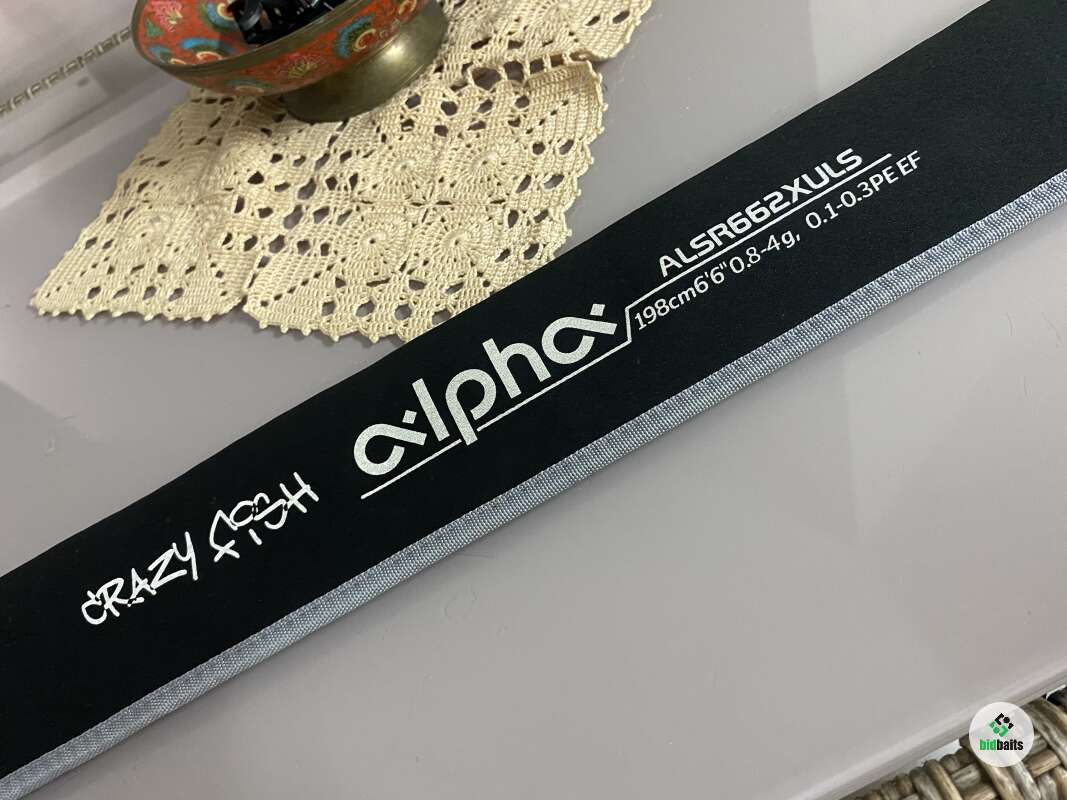 CRAZY FISH
alpha
ALSR662XULS
198cm6'6"0.8-4g, 0.1-0.3PE EF
bidbaits